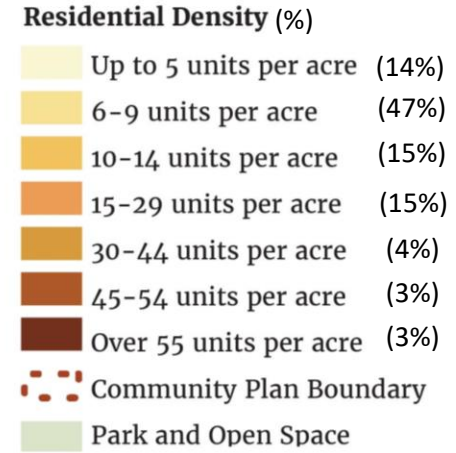 Residential Density (%)
Up to 5 units per acre (14%)
6-9 units per acre (47%)
10-14 units per acre (15%)
15-29 units per acre (15%)
30-44 units per acre (4%)
45-54 units per acre (3%)
Over 55 units per acre (3%)
Community Plan Boundary
Park and Open Space